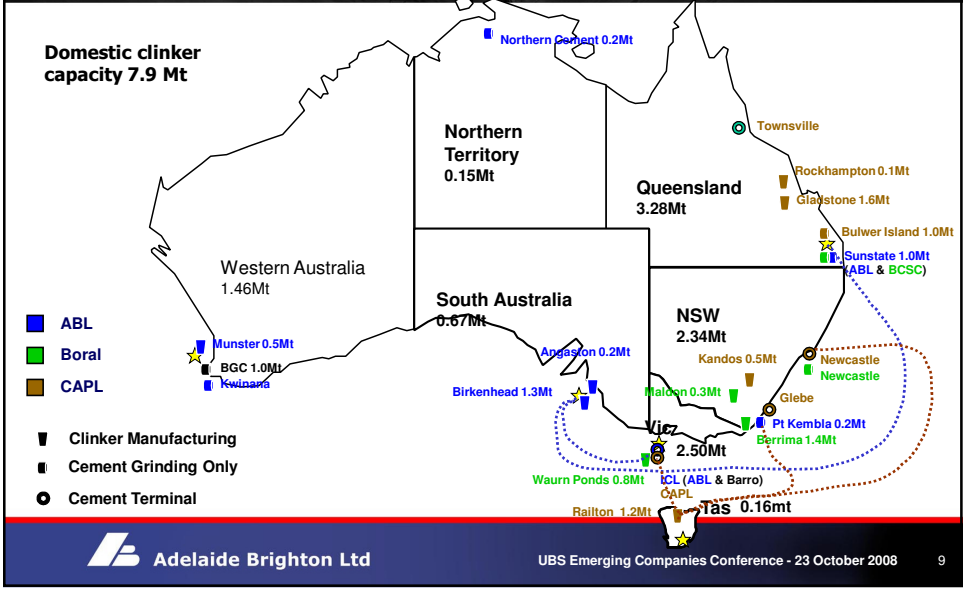 Domestic clinker
capacity 7.9 Mt
Northern Cement 0.2Mt
Northern
Territory
0.15Mt
Townsville
Rockhampton 0.1Mt
Gladstone 1.6Mt
Queensland
3.28Mt
Bulwer Island 1.0Mt
Sunstate 1.0Mt
(ABL & BCSC)
Western Australia
1.46Mt
South Australia
0.67Mt
NSW
2.34Mt
ABL
Boral
CAPL
Munster 0.5Mt
BGC 1.0Mt
Kwinana
Angaston 0.2Mt
Birkenhead 1.3Mt
Kandos 0.5Mt
Newcastle
Newcastle
Maldon 0.3Mt
Glebe
Pt Kembla 0.2Mt
Berrima 1.4Mt
Vic
2.50Mt
Waurn Ponds 0.8Mt
ICL (ABL & Barro)
CAPL
Railton 1.2Mt
Tas 0.16mt
Clinker Manufacturing
Cement Grinding Only
Cement Terminal
Adelaide Brighton Ltd
UBS Emerging Companies Conference - 23 October 2008
9